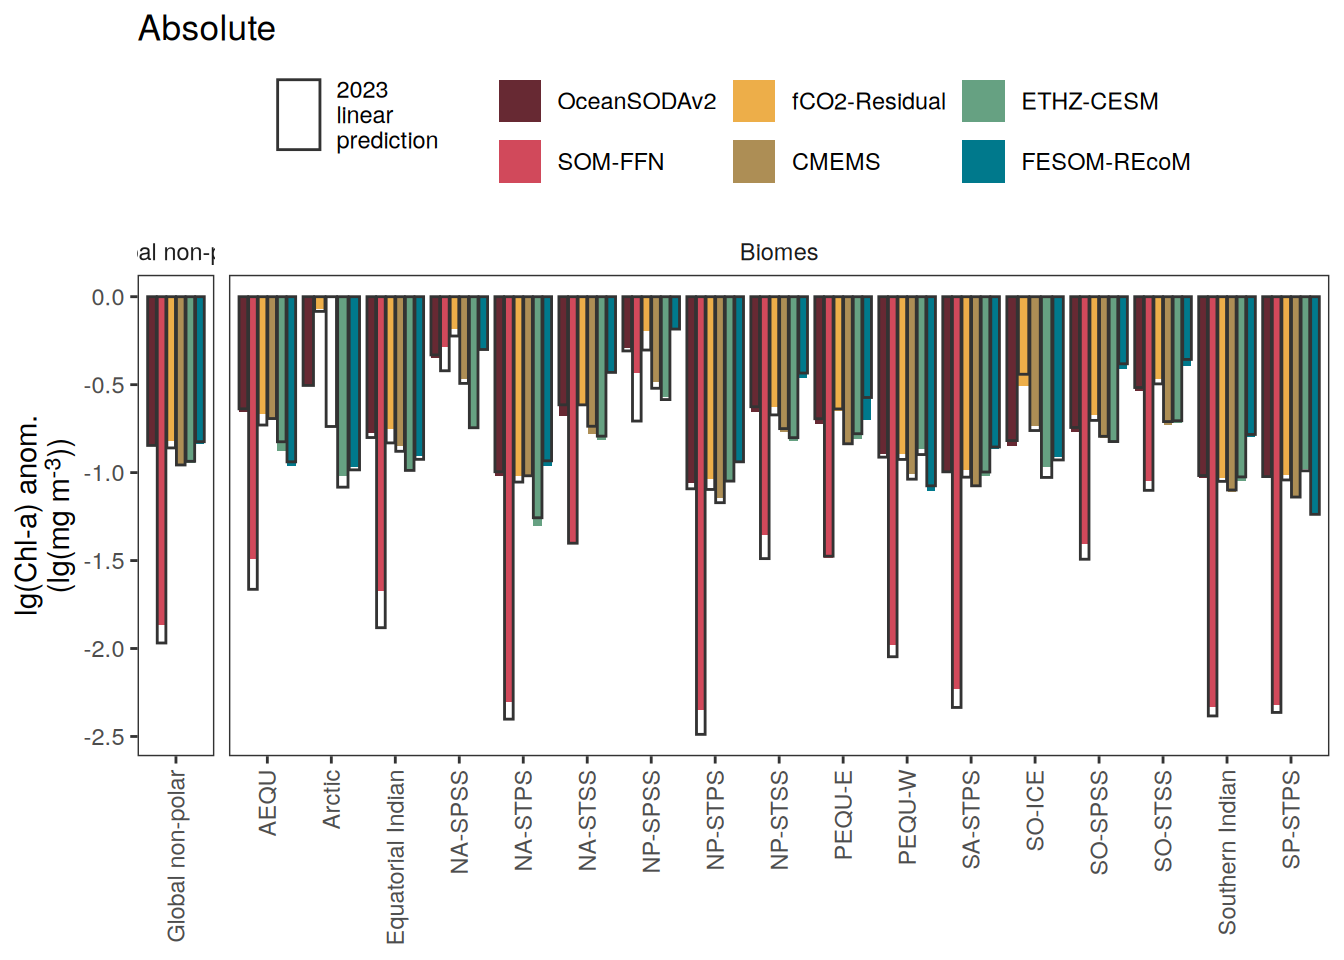 Absolute
2023
linear
prediction
OceanSODAv2
fCO2-Residual
ETHZ-CESM
SOM-FFN
CMEMS
FESOM-REcoM
al non-p
Biomes
lg(Chl-a) anom.
(lg(mg m-3))
0.0
-0.5
-1.0
-1.5
-2.0
-2.5
Global non-polar
AEQU
Arctic
Equatorial Indian
NA-SPSS
NA-STPS
NA-STSS
NP-SPSS
NP-STPS
NP-STSS
PEQU-E
PEQU-W
SA-STPS
SO-ICE
SO-SPSS
SO-STSS
Southern Indian
SP-STPS